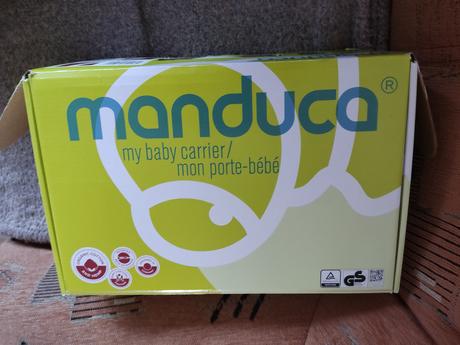 manduca®
my baby carrier/
mon porte-bébé
GS